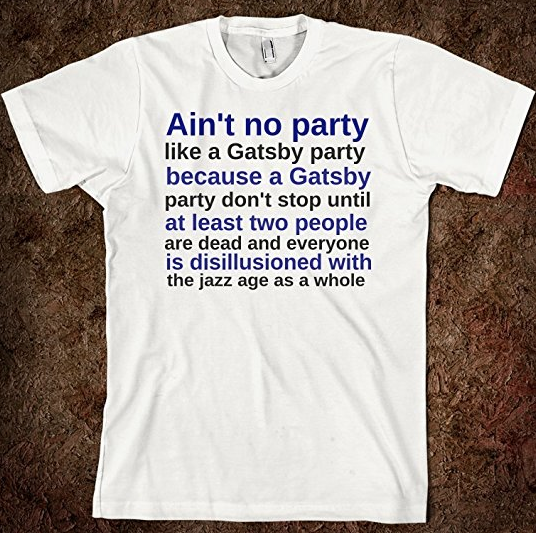 Ain't no party
like a Gatsby party
because a Gatsby
party don't stop until
at least two people
are dead and everyone
is disillusioned with
the jazz age as a whole